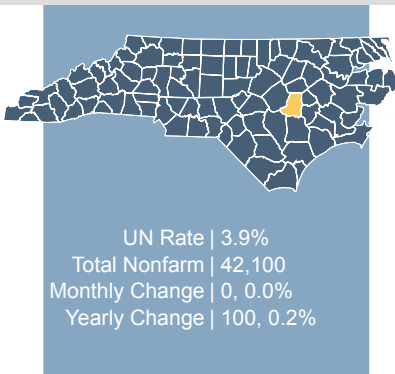 UN Rate | 3.9%
Total Nonfarm | 42,100
Monthly Change | 0, 0.0%
Yearly Change | 100, 0.2%